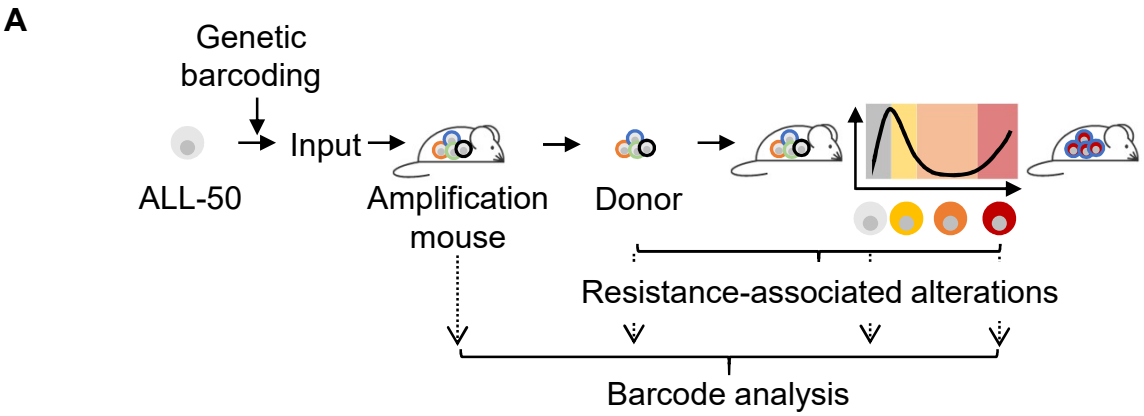 A
Genetic
barcoding
Input
ALL-50
Amplification
mouse
Donor
Resistance-associated alterations
Barcode analysis